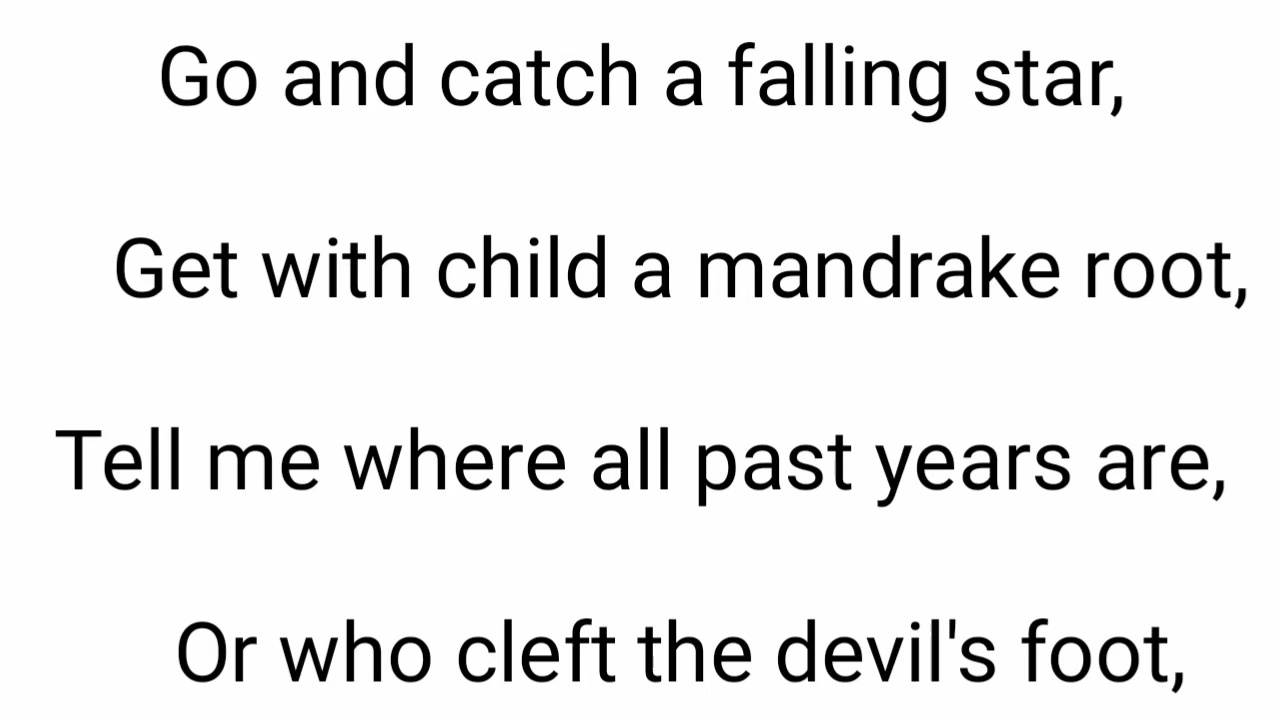 Go and catch a falling star,
Get with child a mandrake root,
Tell me where all past years are,
Or who cleft the devil's foot,